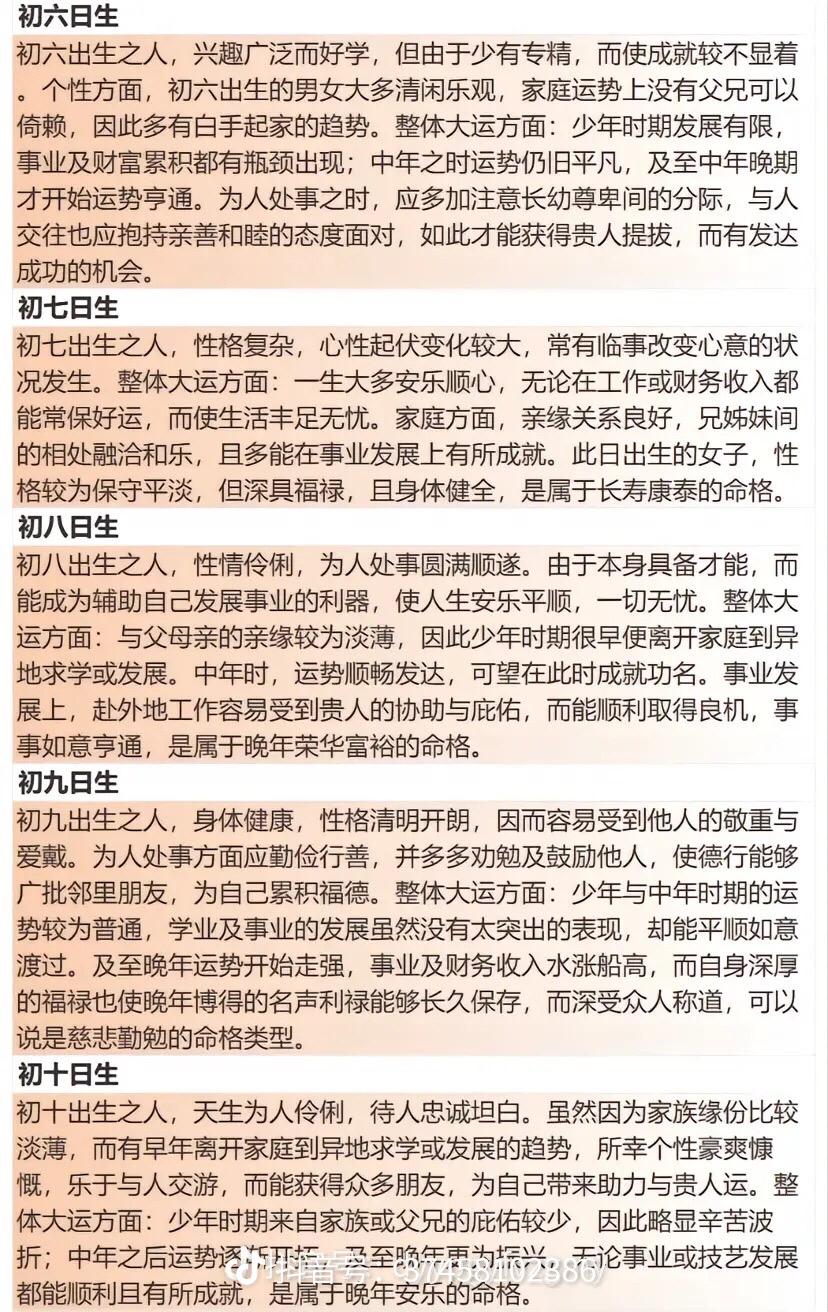 初六日生
初六出生之人，兴趣广泛而好学，但由于少有专精，而使成就较不显着
。个性方面，初六出生的男女大多清闲乐观，家庭运势上没有父兄可以
倚赖，因此多有白手起家的趋势。整体大运方面：少年时期发展有限，
事业及财富累积都有瓶颈出现；中年之时运势仍旧平凡，及至中年晚期
才开始运势亨通。为人处事之时，应多加注意长幼尊卑间的分际，与人
交往也应抱持亲善和睦的态度面对，如此才能获得贵人提拔，而有发达
成功的机会。
初七日生
初七出生之人，性格复杂，心性起伏变化较大，常有临事改变心意的状
况发生。整体大运方面：一生大多安乐顺心，无论在工作或财务收入都
能常保好运，而使生活丰足无忧。家庭方面，亲缘关系良好，兄姊妹间
的相处融洽和乐，且多能在事业发展上有所成就。此日出生的女子，性
格较为保守平淡，但深具福禄，且身体健全，是属于长寿康泰的命格。
初八日生
初八出生之人，性情伶俐，为人处事圆满顺遂。由于本身具备才能，而
能成为辅助自己发展事业的利器，使人生安乐平顺，一切无忧。整体大
运方面：与父母亲的亲缘较为淡薄，因此少年时期很早便离开家庭到异
地求学或发展。中年时，运势顺畅发达，可望在此时成就功名。事业发
展上，赴外地工作容易受到贵人的协助与庇佑，而能顺利取得良机，事
事如意亨通，是属于晚年荣华富裕的命格。
初九日生
初九出生之人，身体健康，性格清明开朗，因而容易受到他人的敬重与
爱戴。为人处事方面应勤俭行善，并多多劝勉及鼓励他人，使德行能够
广批邻里朋友，为自己累积福德。整体大运方面：少年与中年时期的运
势较为普通，学业及事业的发展虽然没有太突出的表现，却能平顺如意
渡过。及至晚年运势开始走强，事业及财务收入水涨船高，而自身深厚
的福禄也使晚年博得的名声利禄能够长久保存，而深受众人称道，可以
说是慈悲勤勉的命格类型。
初十日生
初十出生之人，天生为人伶俐，待人忠诚坦白。虽然因为家族缘份比较
淡薄，而有早年离开家庭到异地求学或发展的趋势，所幸个性豪爽慷
慨，乐于与人交游，而能获得众多朋友，为自己带来助力与贵人运。整
体大运方面：少年时期来自家族或父兄的庇佑较少，因此略显辛苦波
折；中年之后运势逐，及至晚年更为振兴。无论事业或技艺发展
都能顺利且有所成就，是属于晚年安乐的命格。
抖音号：